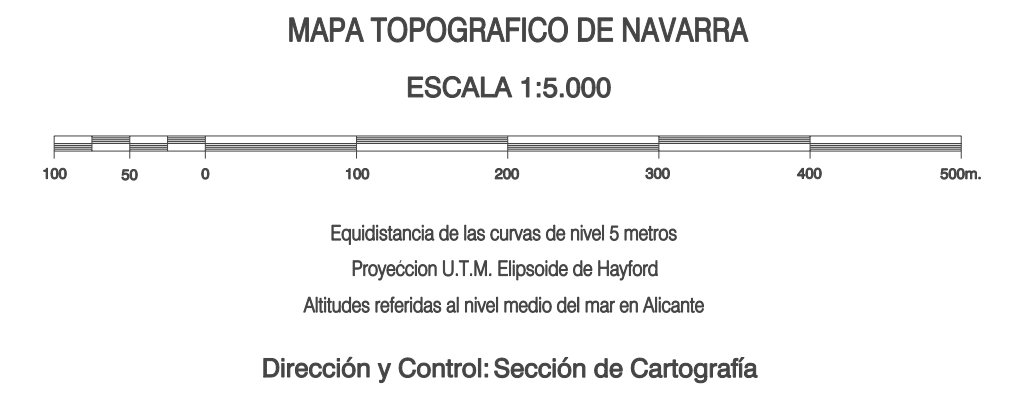 MAPA TOPOGRAFICO DE NAVARRA
ESCALA 1:5.000
100 50 0 100 200 300 400 500m.
Equidistancia de las curvas de nivel 5 metros
Proyećcion U.T.M. Elipsoide de Hayford
Altitudes referidas al nivel medio del mar en Alicante
Dirección y Control: Sección de Cartografía